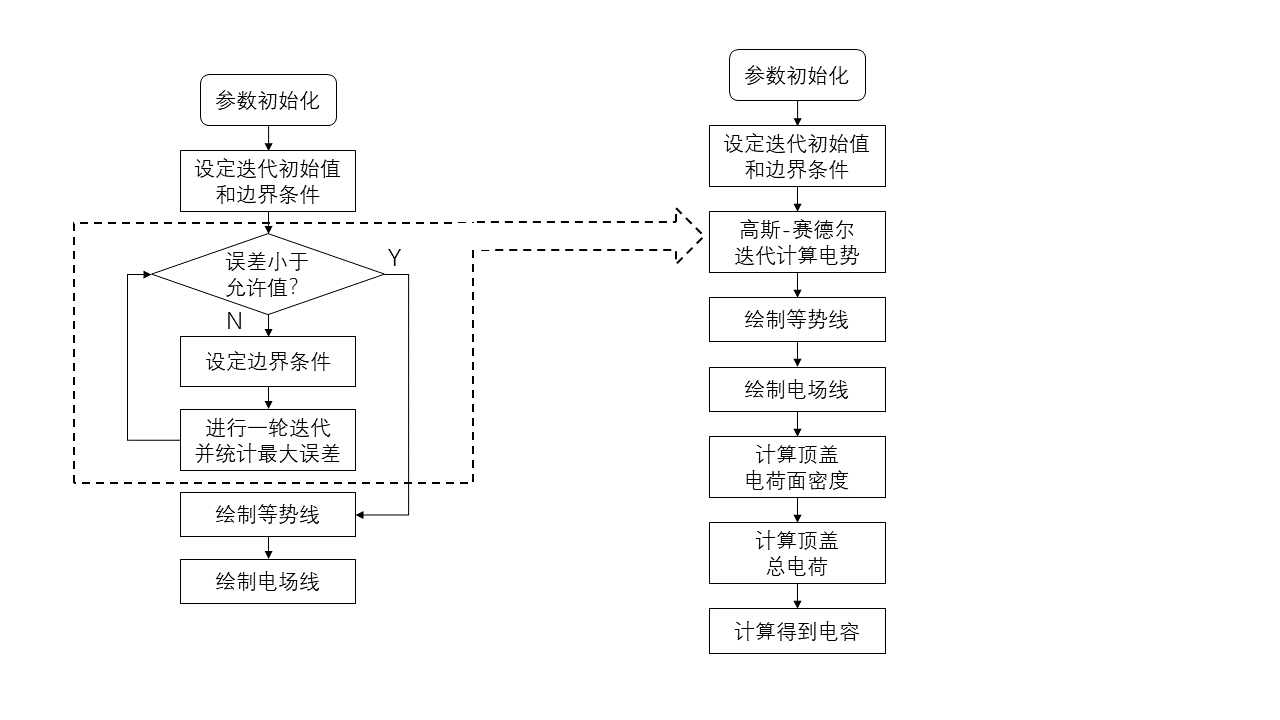 参数初始化
设定迭代初始值
和边界条件
误差小于
允许值?
Y
N
设定边界条件
进行一轮迭代
并统计最大误差
绘制等势线
绘制电场线
参数初始化
设定迭代初始值
和边界条件
高斯-赛德尔
迭代计算电势
绘制等势线
绘制电场线
计算顶盖
电荷面密度
计算顶盖
总电荷
计算得到电容